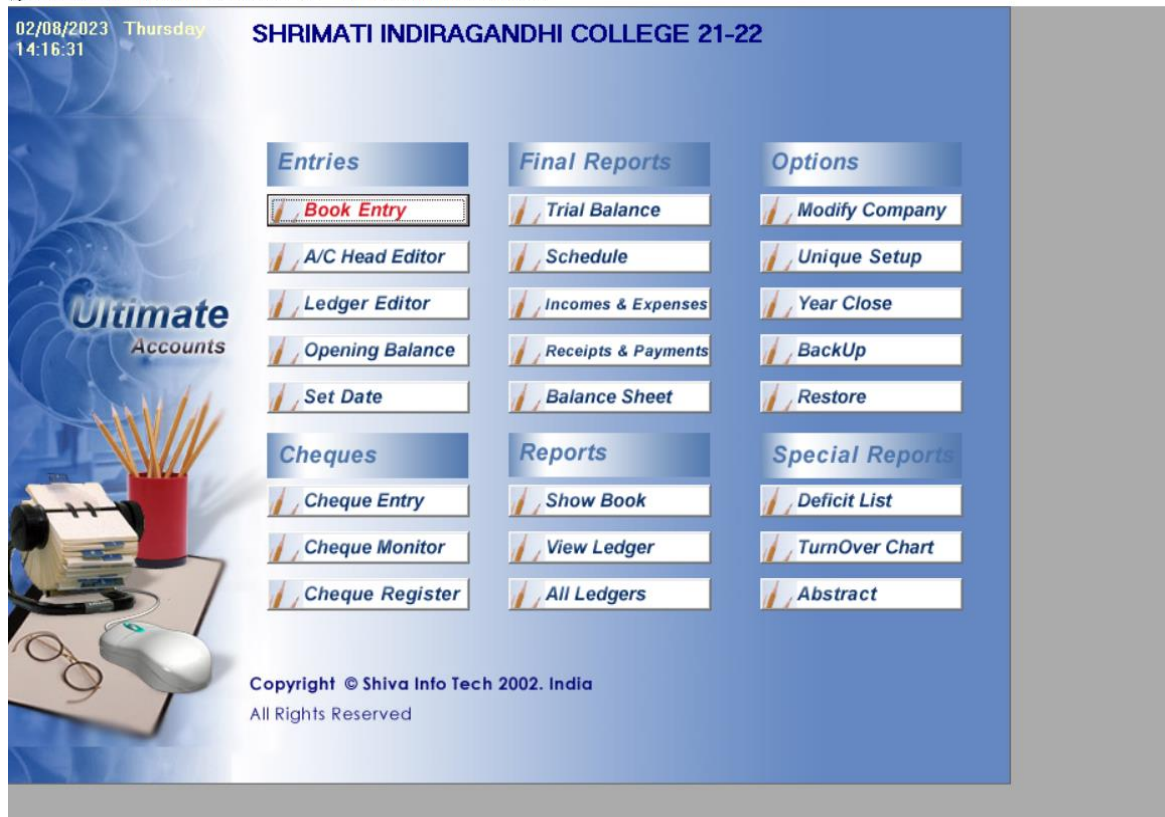 02/08/2023 Thursday
14:16:31
SHRIMATI INDIRAGANDHI COLLEGE 21-22
Entries
Book Entry
A/C Head Editor
Ledger Editor
Opening Balance
Set Date
Final Reports
Trial Balance
Schedule
Incomes & Expenses
Receipts & Payments
Balance Sheet
Options
Modify Company
Unique Setup
Year Close
BackUp
Restore
Ultimate
Accounts
Cheques
Cheque Entry
Cheque Monitor
Cheque Register
Reports
Show Book
View Ledger
All Ledgers
Special Reports
Deficit List
TurnOver Chart
Abstract
Copyright © Shiva Info Tech 2002. India
All Rights Reserved